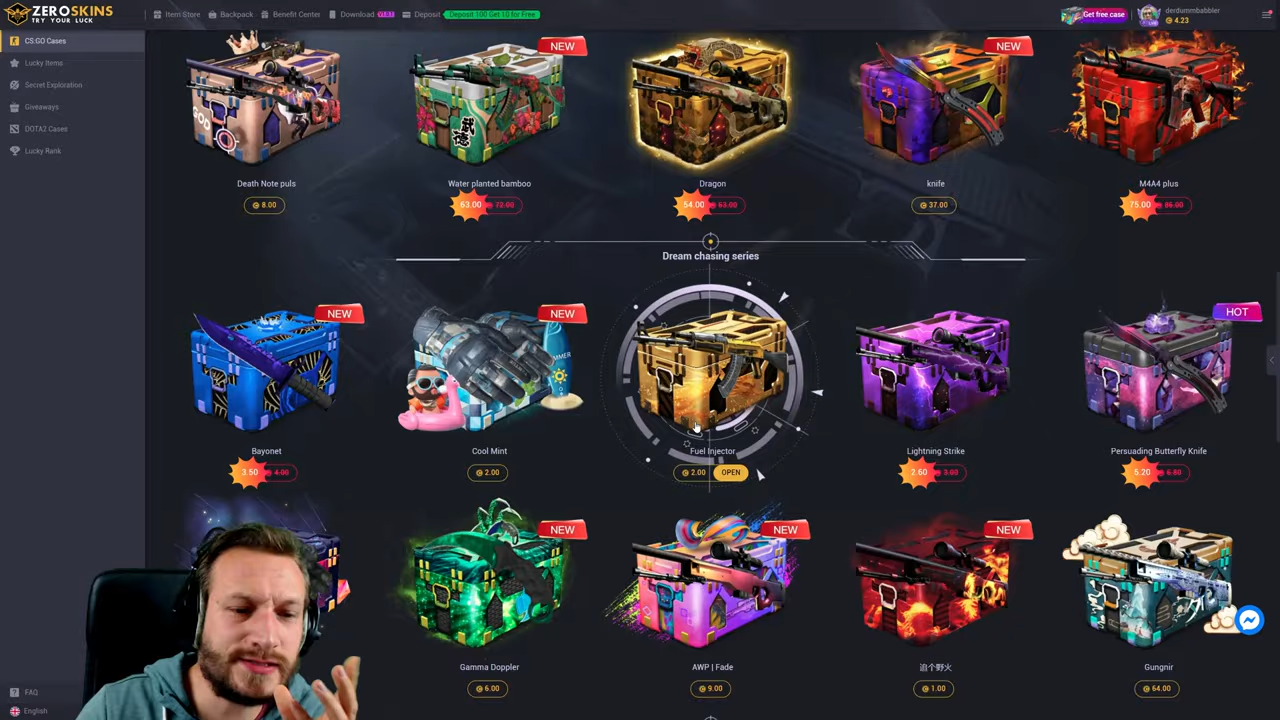 ZEROSKINS
TRY YOUR LUCK
Item Store
Backpack
Benefit Center
Download
Deposit
Deposit 100 Get 10 for Free
Get free case
derdummbabbler
4.23
CS:GO Cases
Lucky Items
Secret Exploration
Giveaways
DOTA2 Cases
Lucky Rank
NEW
NEW
GOD
Death Note puls
Water planted bamboo
Dragon
knife
M4A4 plus
8.00
63.00 72.00
54.00 63.00
37.00
75.00 85.00
Dream chasing series
NEW
NEW
HOT
Bayonet
Cool Mint
Fuel Injector
Lightning Strike
Persuading Butterfly Knife
3.50 4.00
2.00
2.00 OPEN
2.60 3.00
5.20 6.80
NEW
NEW
NEW
Gamma Doppler
AWP | Fade
追个野火
Gungnir
6.00
9.00
1.00
64.00
FAQ
English